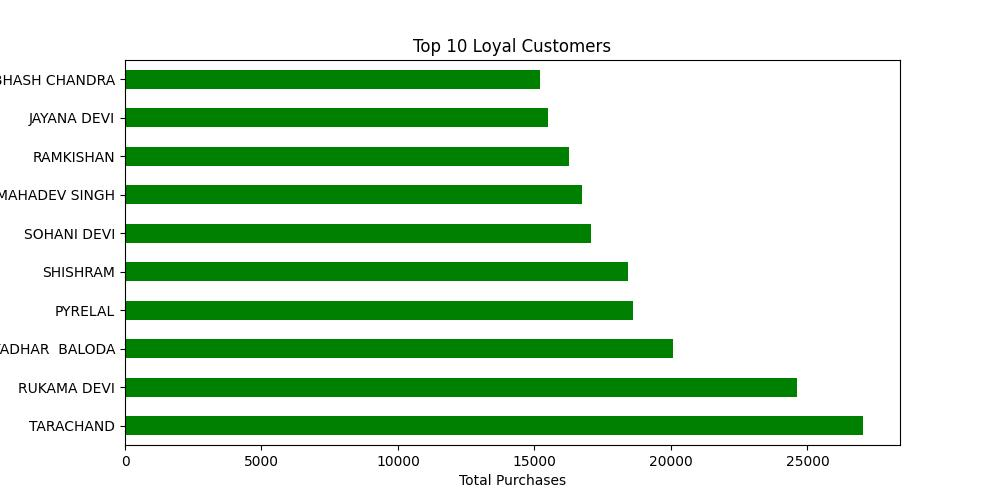 Top 10 Loyal Customers
BHASH CHANDRA
JAYANA DEVI
RAMKISHAN
MAHADEV SINGH
SOHANI DEVI
SHISHRAM
PYRELAL
ADHAR  BALODA
RUKAMA DEVI
TARACHAND
0 5000 10000 15000 20000 25000
Total Purchases